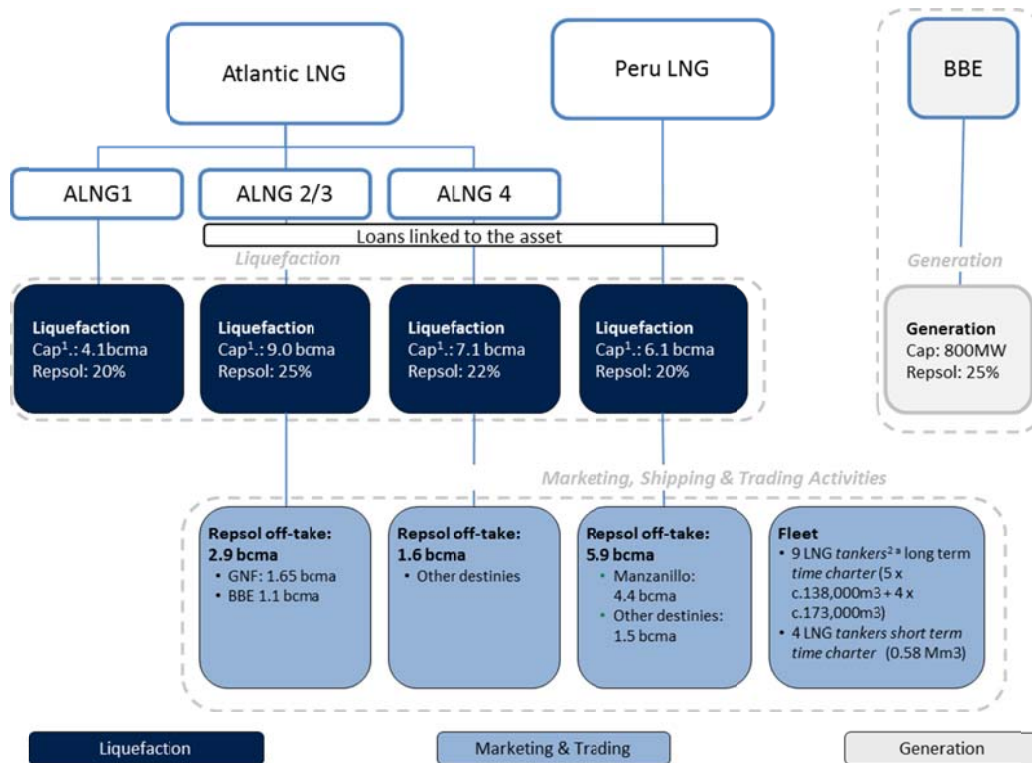 Atlantic LNG
Peru LNG
BBE
ALNG1
ALNG 2/3
ALNG 4
Loans linked to the asset
Liquefaction
Generation
Liquefaction
Cap¹.: 4.1bcma
Repsol: 20%
Liquefaction
Cap¹.: 9.0 bcma
Repsol: 25%
Liquefaction
Cap¹.: 7.1 bcma
Repsol: 22%
Liquefaction
Cap¹.: 6.1 bcma
Repsol: 20%
Generation
Cap: 800MW
Repsol: 25%
Marketing, Shipping & Trading Activities
Repsol off-take:
2.9 bcma
• GNF: 1.65 bcma
• BBE 1.1 bcma
Repsol off-take:
1.6 bcma
• Other destinies
Repsol off-take:
5.9 bcma
• Manzanillo:
4.4 bcma
• Other destinies:
1.5 bcma
Fleet
• 9 LNG tankers² ª long term
time charter (5 x
c.138,000m3 + 4 x
c.173,000m3)
• 4 LNG tankers short term
time charter (0.58 Mm3)
Liquefaction
Marketing & Trading
Generation